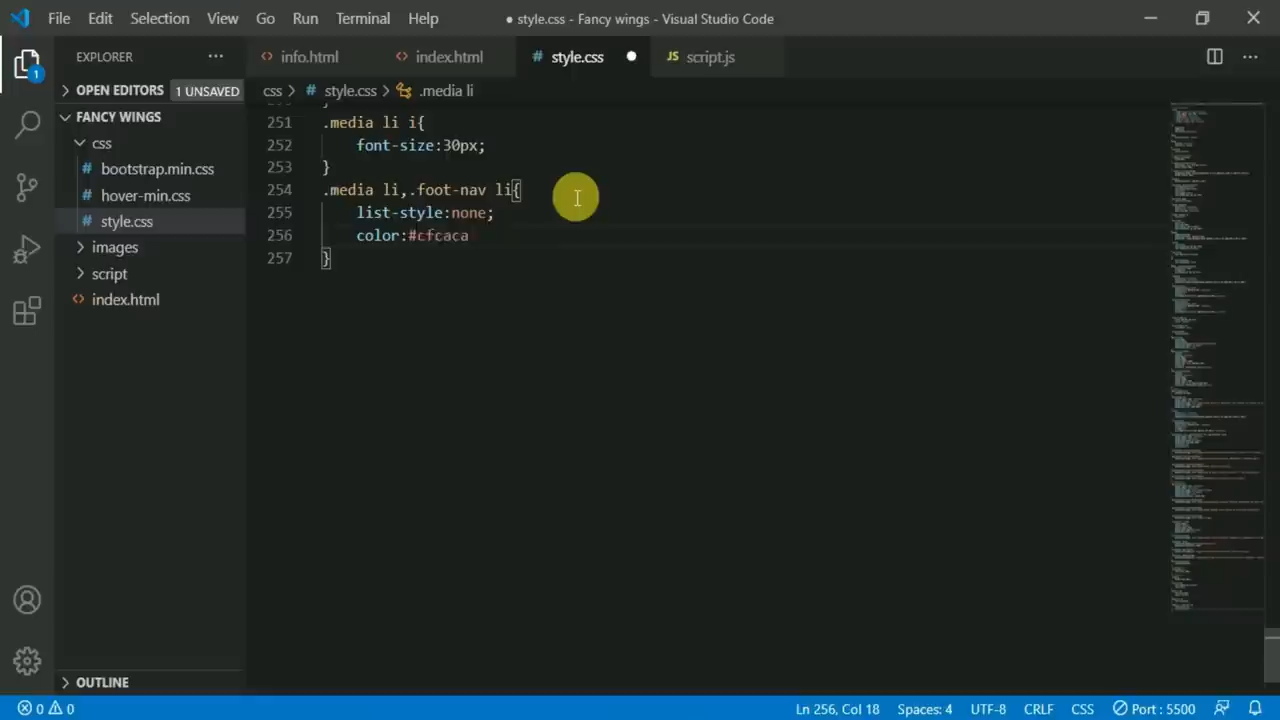 File Edit Selection View Go Run Terminal Help ● style.css - Fancy wings - Visual Studio Code
EXPLORER ···
info.html index.html # style.css JS script.js
OPEN EDITORS 1 UNSAVED
css > # style.css > .media li
1
FANCY WINGS
css
# bootstrap.min.css
# hover-min.css
# style.css
images
script
index.html
251 .media li i{
252 font-size:30px;
253 }
254 .media li,.foot-nav li{
255 list-style:none;
256 color:#cfcaca
257 }
OUTLINE
0 0 Ln 256, Col 18 Spaces: 4 UTF-8 CRLF CSS Port : 5500